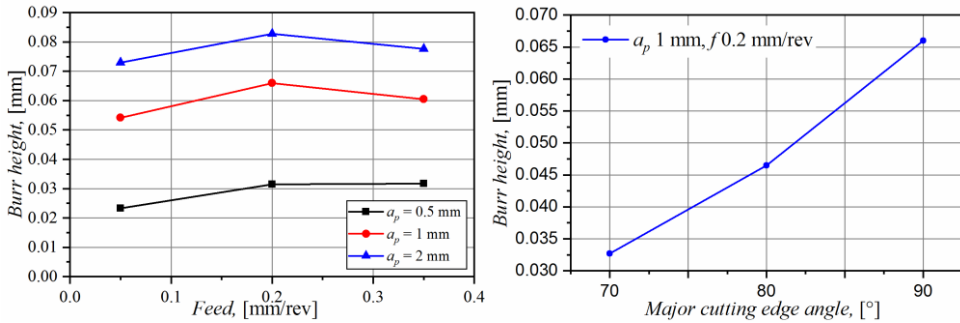 0.09
0.08
0.07
0.06
0.05
0.04
0.03
0.02
0.01
0.00
Burr height, [mm]
0.0 0.1 0.2 0.3 0.4
Feed, [mm/rev]
aₚ = 0.5 mm
aₚ = 1 mm
aₚ = 2 mm
0.070
0.065
0.060
0.055
0.050
0.045
0.040
0.035
0.030
Burr height, [mm]
70 80 90
Major cutting edge angle, [°]
aₚ 1 mm, f 0.2 mm/rev